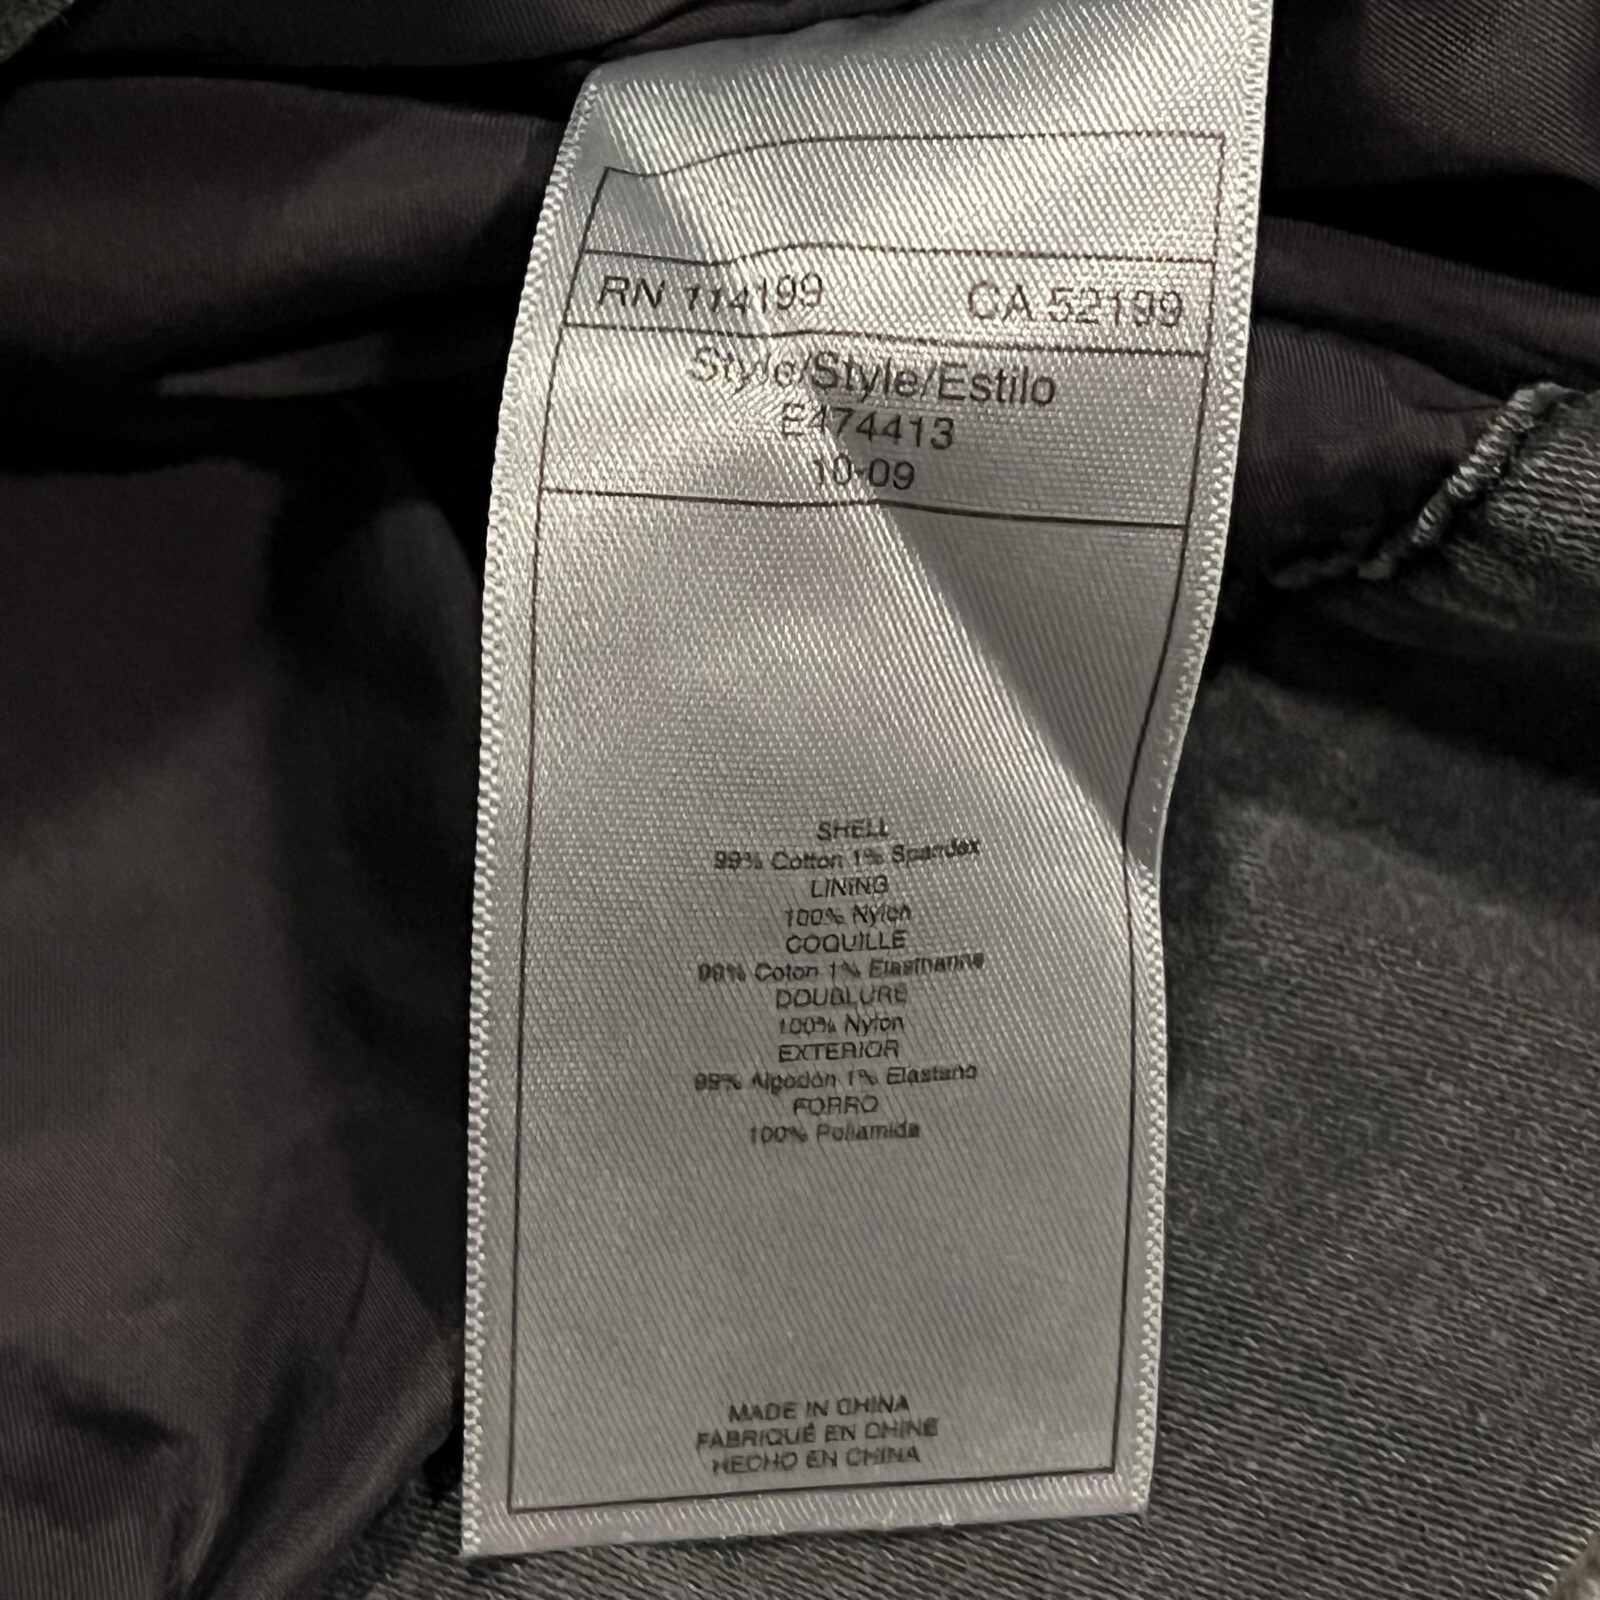 RN 114199 CA 52199
Style/Style/Estilo
E474413
10-09
SHELL
99% Cotton 1% Spandex
LINING
100% Nylon
COQUILLE
99% Coton 1% Elasthanne
DOUBLURE
100% Nylon
EXTERIOR
99% Algodón 1% Elastano
FORRO
100% Poliamida
MADE IN CHINA
FABRIQUÉ EN CHINE
HECHO EN CHINA